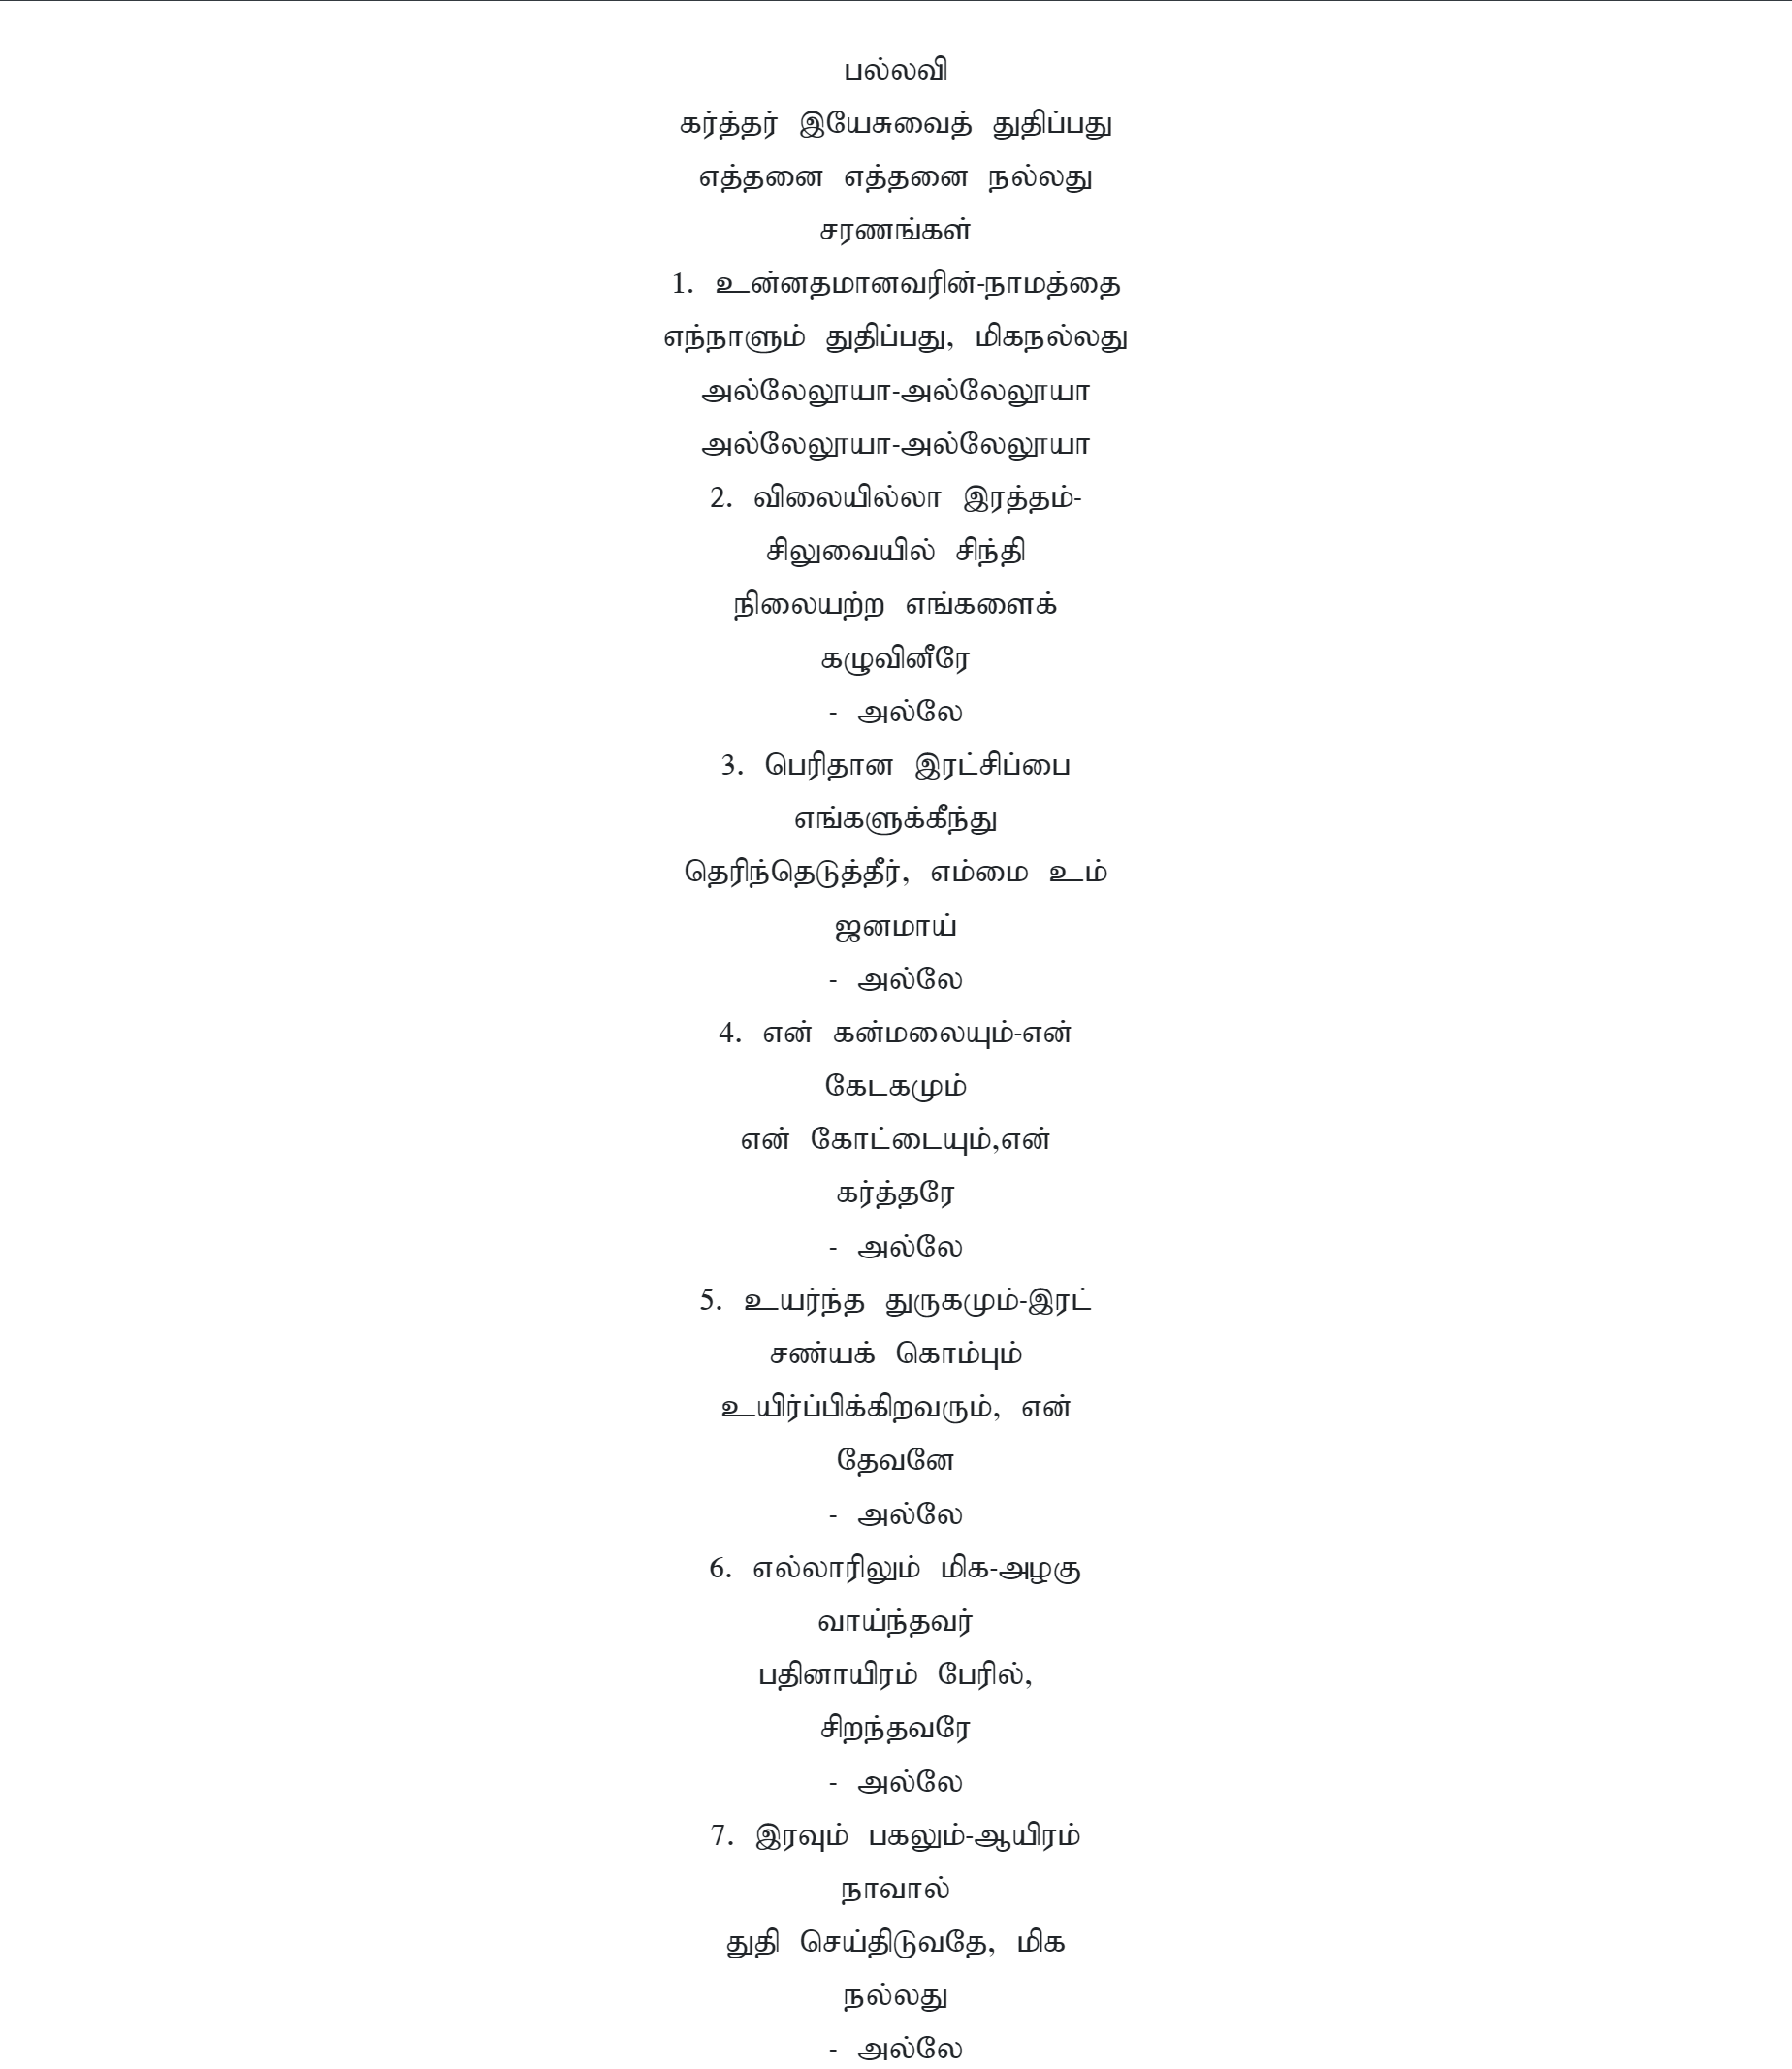 பல்லவி
கர்த்தர் இயேசுவைத் துதிப்பது
எத்தனை எத்தனை நல்லது
சரணங்கள்
1. உன்னதமானவரின்-நாமத்தை
எந்நாளும் துதிப்பது, மிகநல்லது
அல்லேலூயா-அல்லேலூயா
அல்லேலூயா-அல்லேலூயா
2. விலையில்லா இரத்தம்-
சிலுவையில் சிந்தி
நிலையற்ற எங்களைக்
கழுவினீரே
- அல்லே
3. பெரிதான இரட்சிப்பை
எங்களுக்கீந்து
தெரிந்தெடுத்தீர், எம்மை உம்
ஜனமாய்
- அல்லே
4. என் கன்மலையும்-என்
கேடகமும்
என் கோட்டையும்,என்
கர்த்தரே
- அல்லே
5. உயர்ந்த துருகமும்-இரட்
சண்யக் கொம்பும்
உயிர்ப்பிக்கிறவரும், என்
தேவனே
- அல்லே
6. எல்லாரிலும் மிக-அழகு
வாய்ந்தவர்
பதினாயிரம் பேரில்,
சிறந்தவரே
- அல்லே
7. இரவும் பகலும்-ஆயிரம்
நாவால்
துதி செய்திடுவதே, மிக
நல்லது
- அல்லே